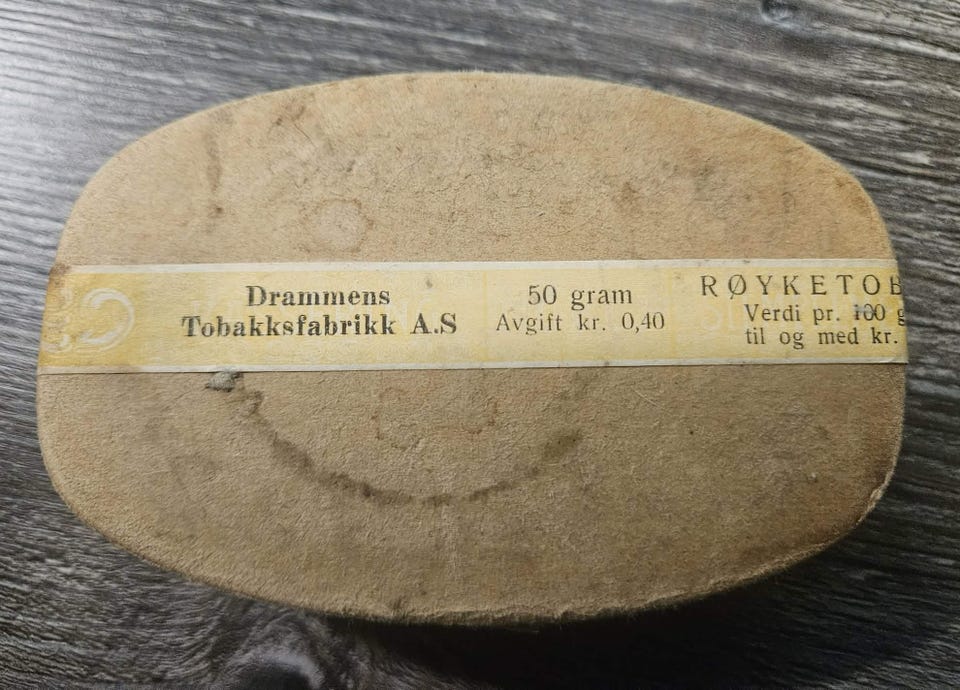 Drammens
Tobakksfabrikk A.S
50 gram
Avgift kr. 0,40
RØYKETOB
Verdi pr. 100 g
til og med kr.